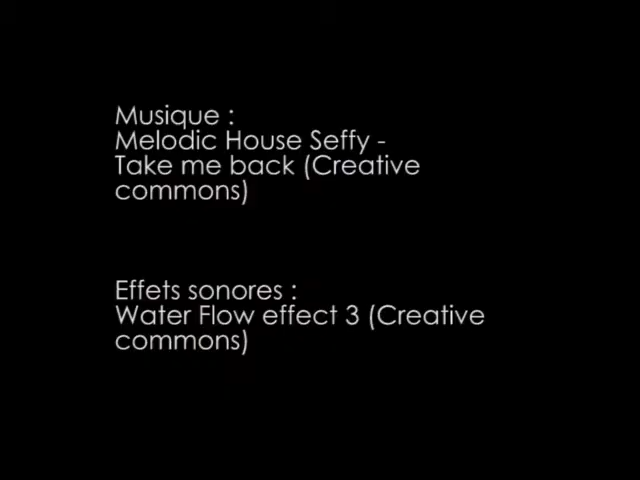 Musique :
Melodic House Seffy -
Take me back (Creative
commons)
Effets sonores :
Water Flow effect 3 (Creative
commons)